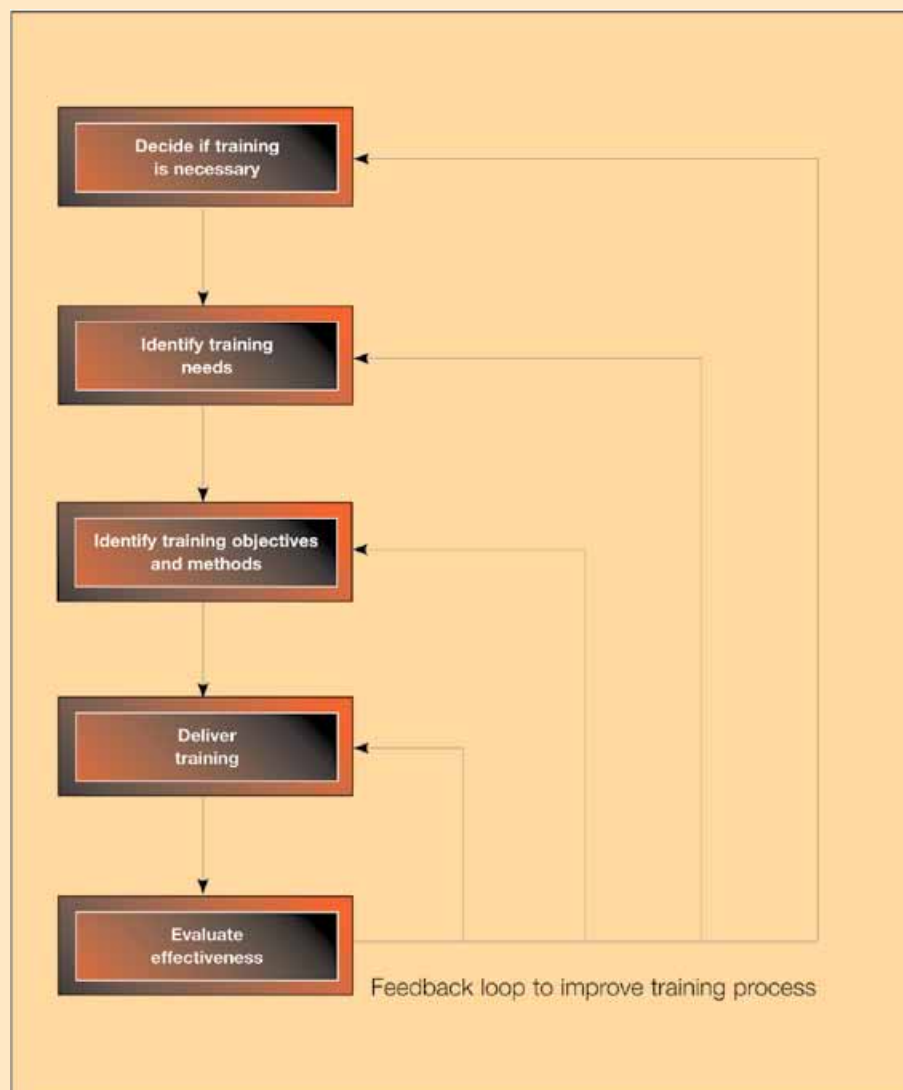 Decide if training
is necessary
Identify training
needs
Identify training objectives
and methods
Deliver
training
Evaluate
effectiveness
Feedback loop to improve training process